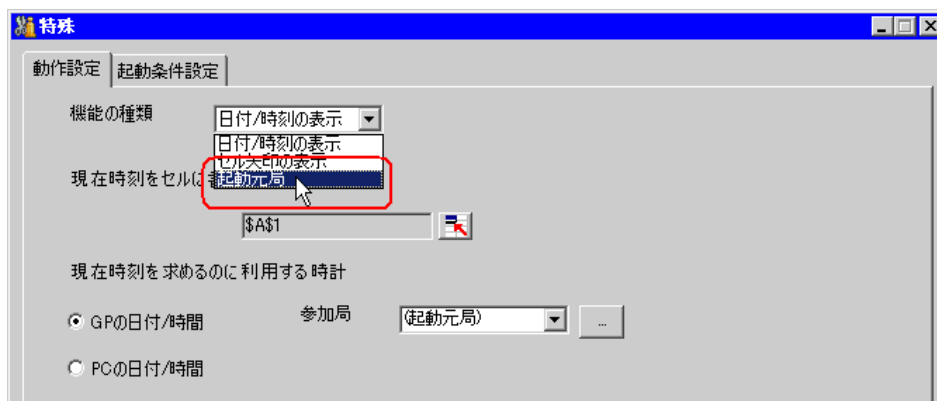 特殊
動作設定 起動条件設定
機能の種類 日付/時刻の表示
日付/時刻の表示
セル矢印の表示
起動元局
現在時刻をセルに
$A$1
現在時刻を求めるのに利用する時計
GPの日付/時間 参加局 (起動元局) ...
PCの日付/時間